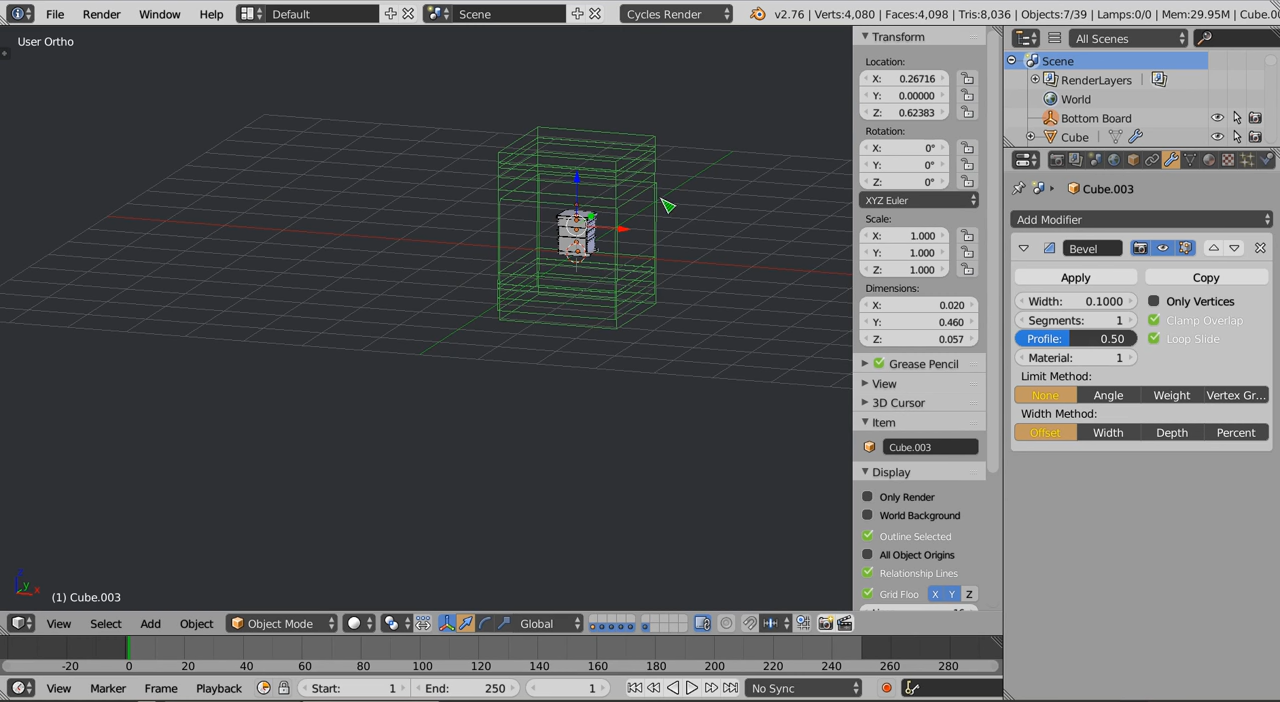 File Render Window Help Default Scene Cycles Render v2.76 | Verts:4,080 | Faces:4,098 | Tris:8,036 | Objects:7/39 | Lamps:0/0 | Mem:29.95M | Cube.00
User Ortho
Transform
Location:
X: 0.26716
Y: 0.00000
Z: 0.62383
Rotation:
X: 0°
Y: 0°
Z: 0°
XYZ Euler
Scale:
X: 1.000
Y: 1.000
Z: 1.000
Dimensions:
X: 0.020
Y: 0.460
Z: 0.057
Grease Pencil
View
3D Cursor
Item
Cube.003
Display
Only Render
World Background
Outline Selected
All Object Origins
Relationship Lines
Grid Floo X Y Z
All Scenes
Scene
RenderLayers
World
Bottom Board
Cube
Cube.003
Add Modifier
Bevel
Apply Copy
Width: 0.1000 Only Vertices
Segments: 1 Clamp Overlap
Profile: 0.50 Loop Slide
Material: 1
Limit Method:
None Angle Weight Vertex Gr...
Width Method:
Offset Width Depth Percent
z y x
(1) Cube.003
View Select Add Object Object Mode Global
-20 0 20 40 60 80 100 120 140 160 180 200 220 240 260 280
View Marker Frame Playback Start: 1 End: 250 1 No Sync